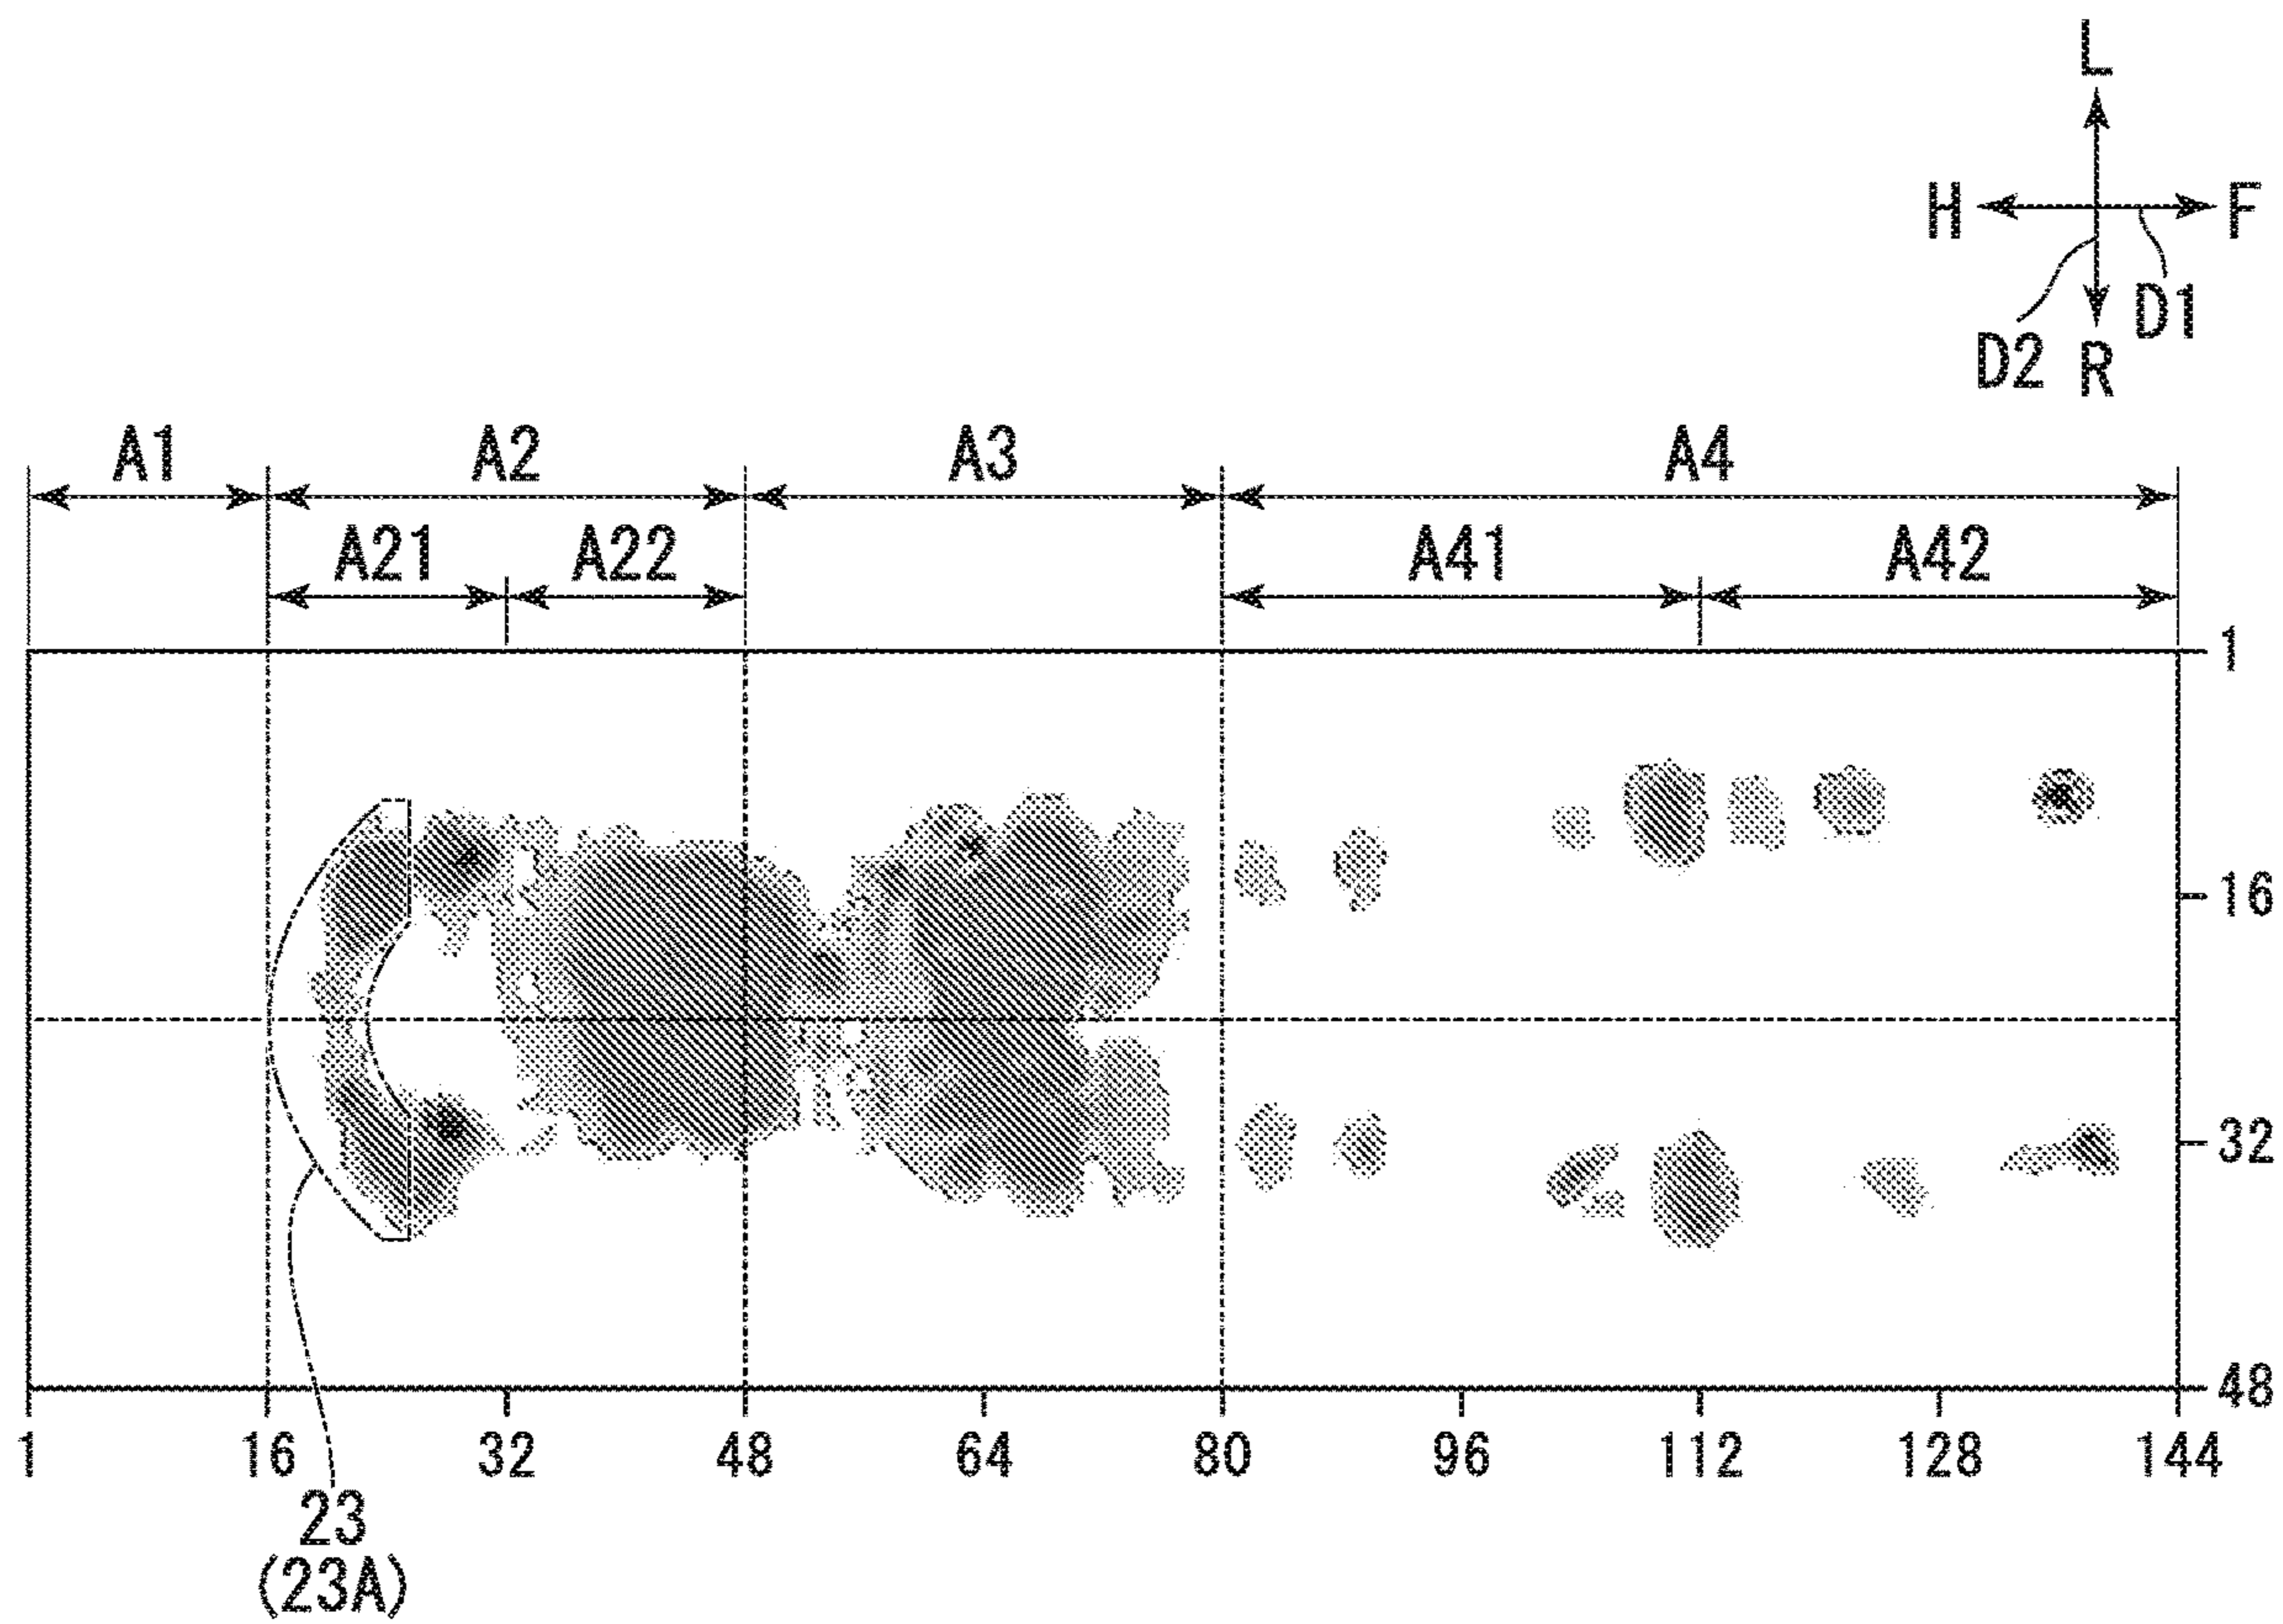 L
H F
D1
D2 R
A1 A2 A3 A4
A21 A22 A41 A42
1
16
32
48
1 16 32 48 64 80 96 112 128 144
23
(23A)